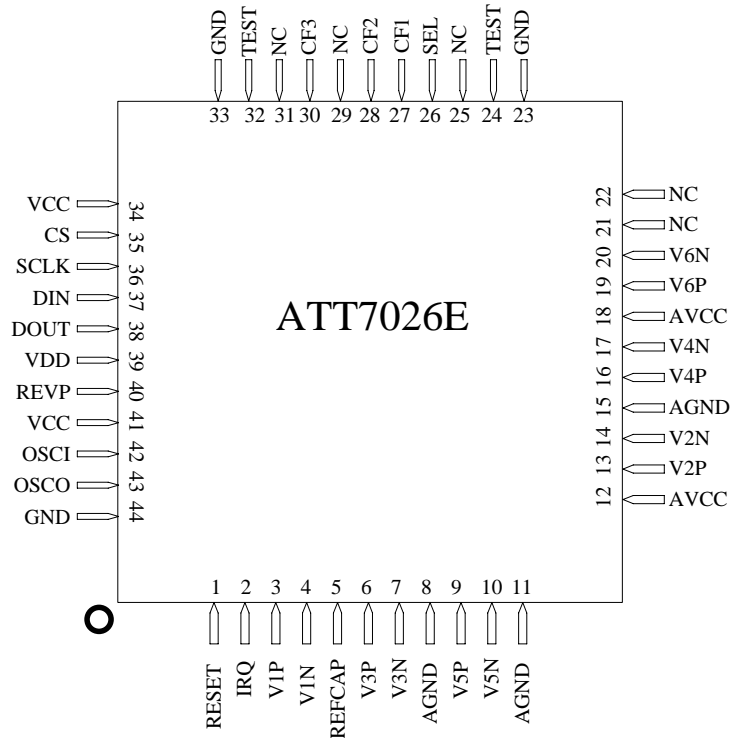 GND TEST NC CF3 NC CF2 CF1 SEL NC TEST GND
33 32 31 30 29 28 27 26 25 24 23
VCC 34
CS 35
SCLK 36
DIN 37
DOUT 38
VDD 39
REVP 40
VCC 41
OSCI 42
OSCO 43
GND 44
ATT7026E
22 NC
21 NC
20 V6N
19 V6P
18 AVCC
17 V4N
16 V4P
15 AGND
14 V2N
13 V2P
12 AVCC
1 2 3 4 5 6 7 8 9 10 11
RESET IRQ V1P V1N REFCAP V3P V3N AGND V5P V5N AGND